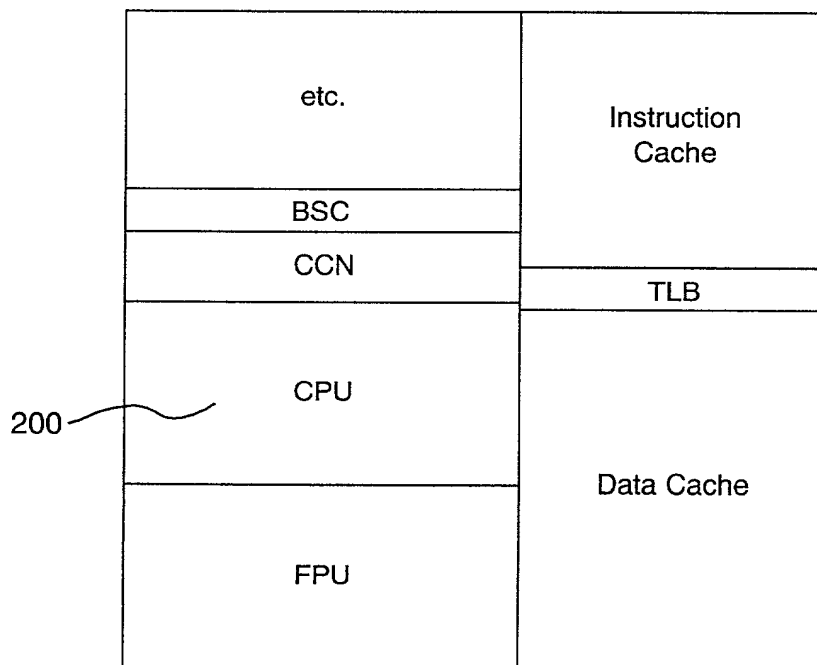 etc.
Instruction
Cache
BSC
CCN
TLB
CPU
200
Data Cache
FPU